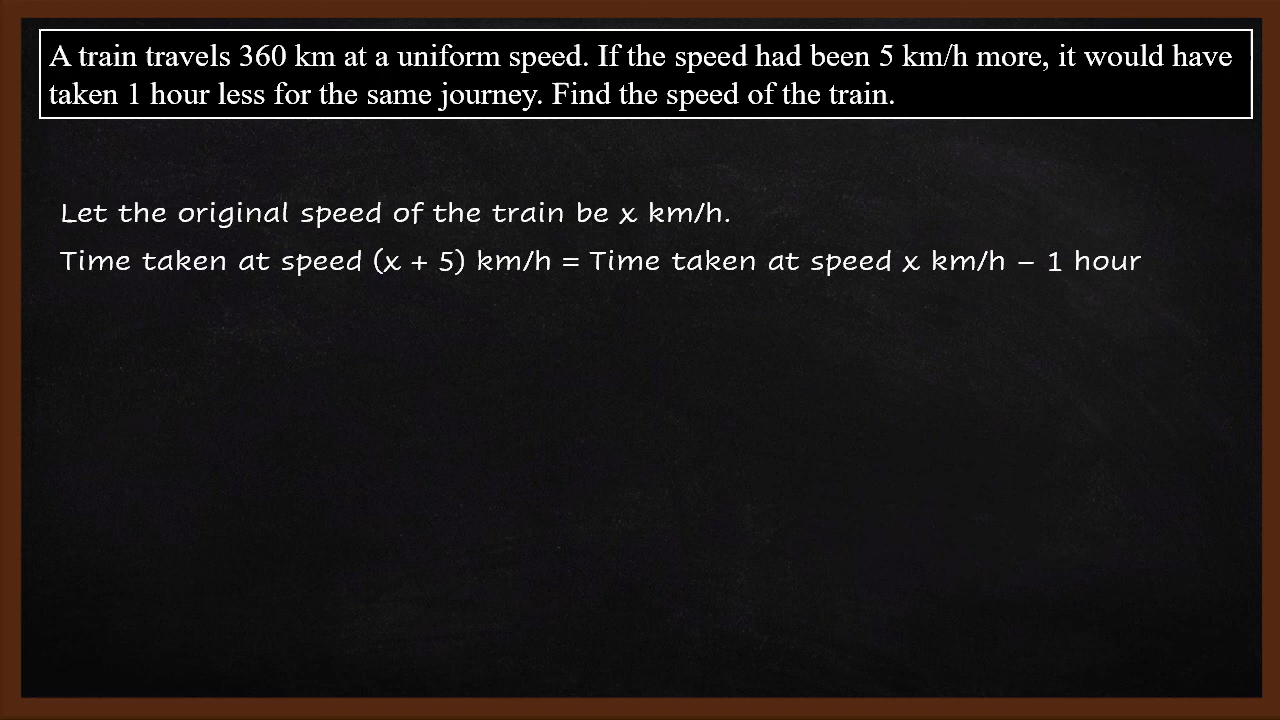 A train travels 360 km at a uniform speed. If the speed had been 5 km/h more, it would have
taken 1 hour less for the same journey. Find the speed of the train.
Let the original speed of the train be x km/h.
Time taken at speed (x + 5) km/h = Time taken at speed x km/h – 1 hour